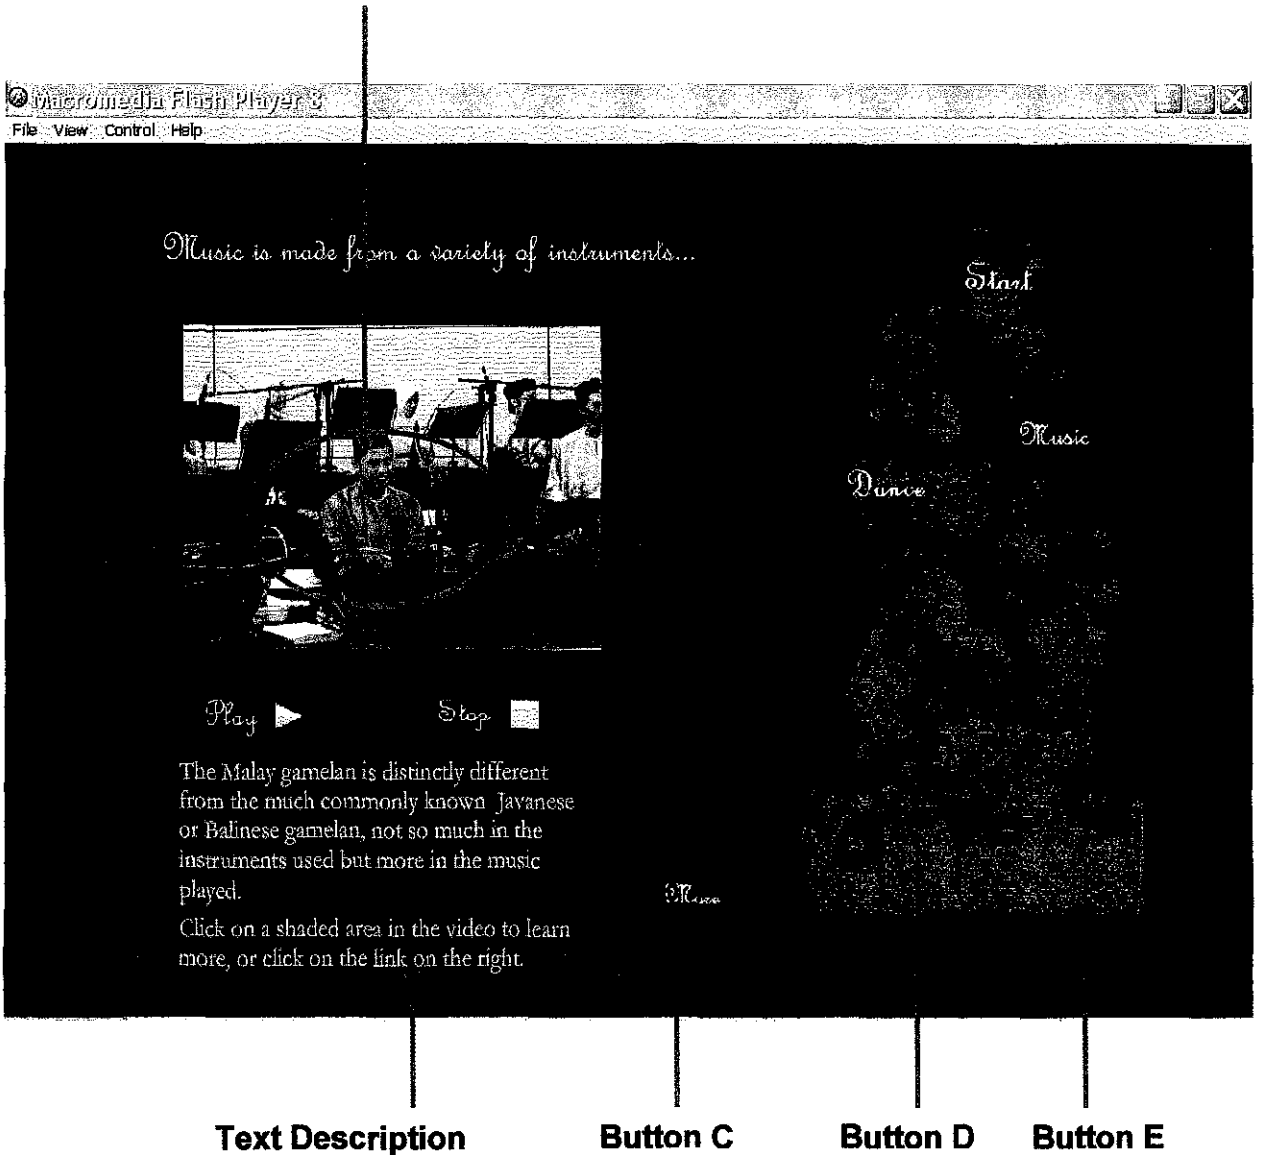 Macromedia Flash Player 8
File View Control Help
Music is made from a variety of instruments...
Start
Music
Dance
Play
Stop
The Malay gamelan is distinctly different
from the much commonly known Javanese
or Balinese gamelan, not so much in the
instruments used but more in the music
played.
More
Click on a shaded area in the video to learn
more, or click on the link on the right.
Text Description
Button C
Button D
Button E